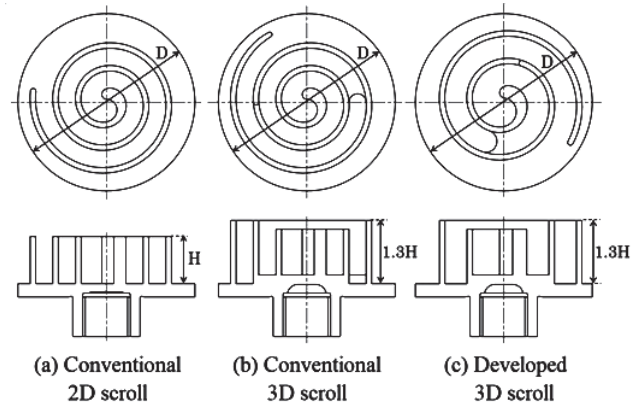 D
D
D
H
1.3H
1.3H
(a) Conventional
2D scroll
(b) Conventional
3D scroll
(c) Developed
3D scroll